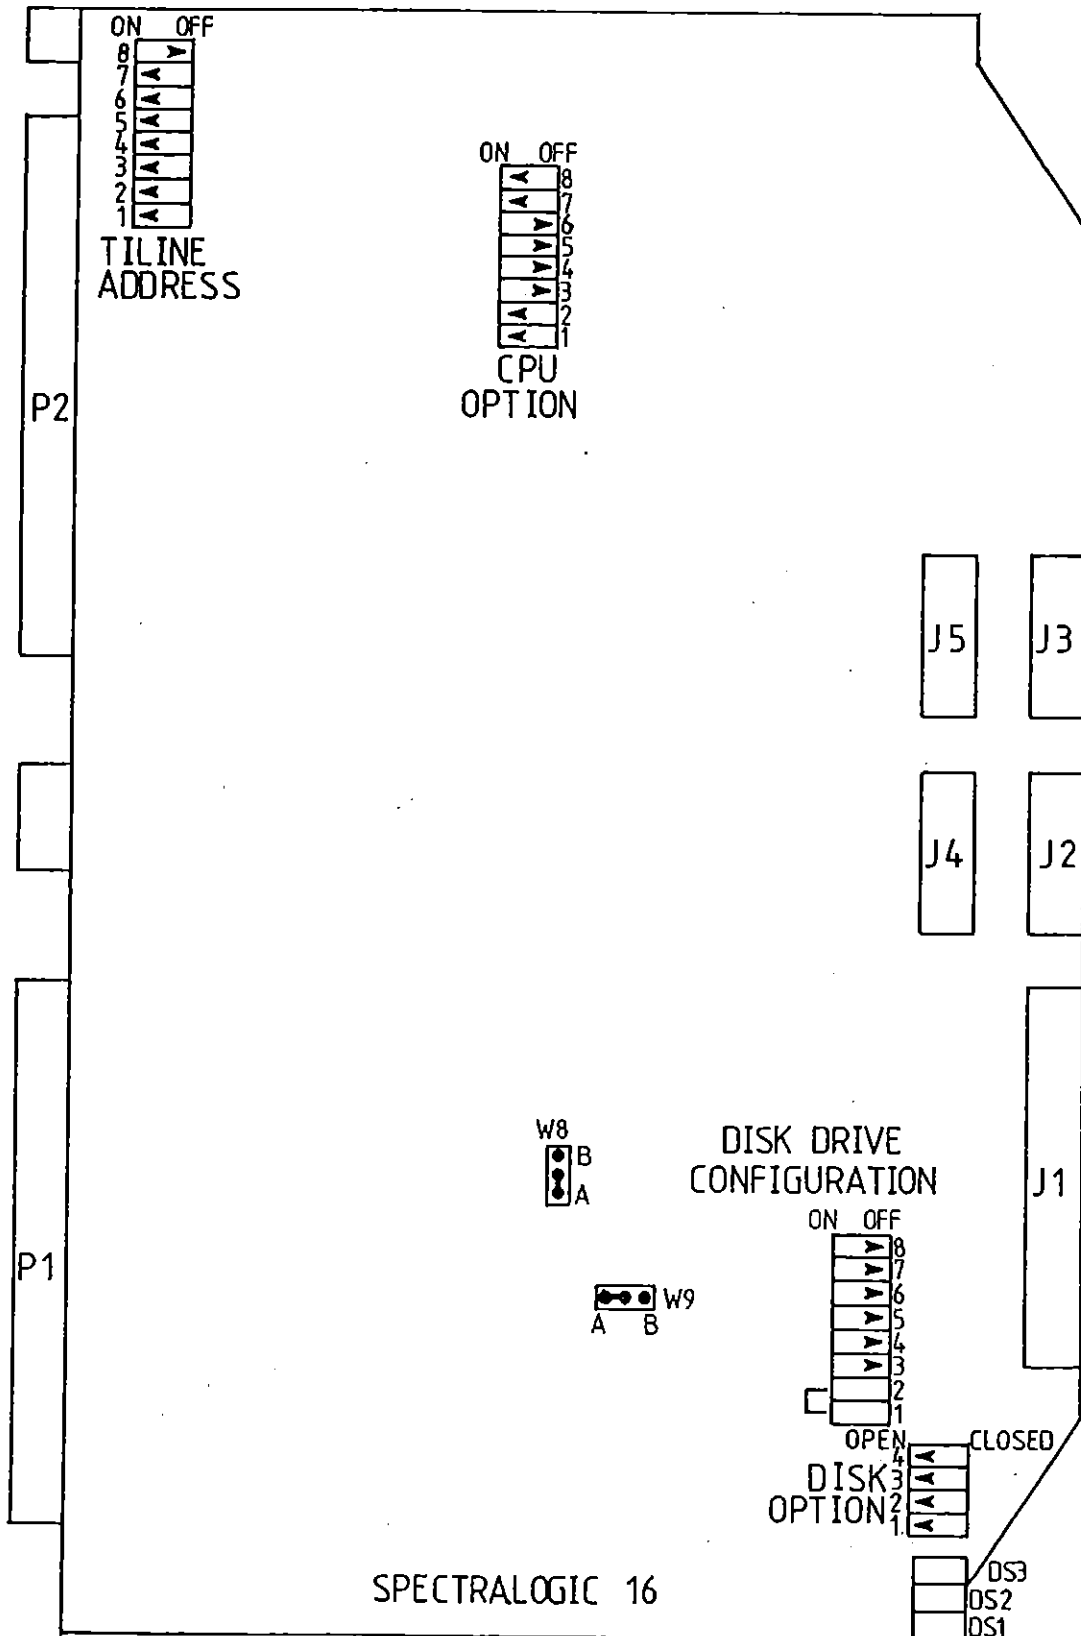 ON OFF
8
7
6
5
4
3
2
1
TILINE
ADDRESS
ON OFF
8
7
6
5
4
3
2
1
CPU
OPTION
P2
J5
J3
J4
J2
W8
B
A
DISK DRIVE
CONFIGURATION
J1
ON OFF
8
7
6
5
4
3
2
1
P1
W9
A B
OPEN CLOSED
4
3
2
1
DISK
OPTION
DS3
DS2
DS1
SPECTRALOGIC 16